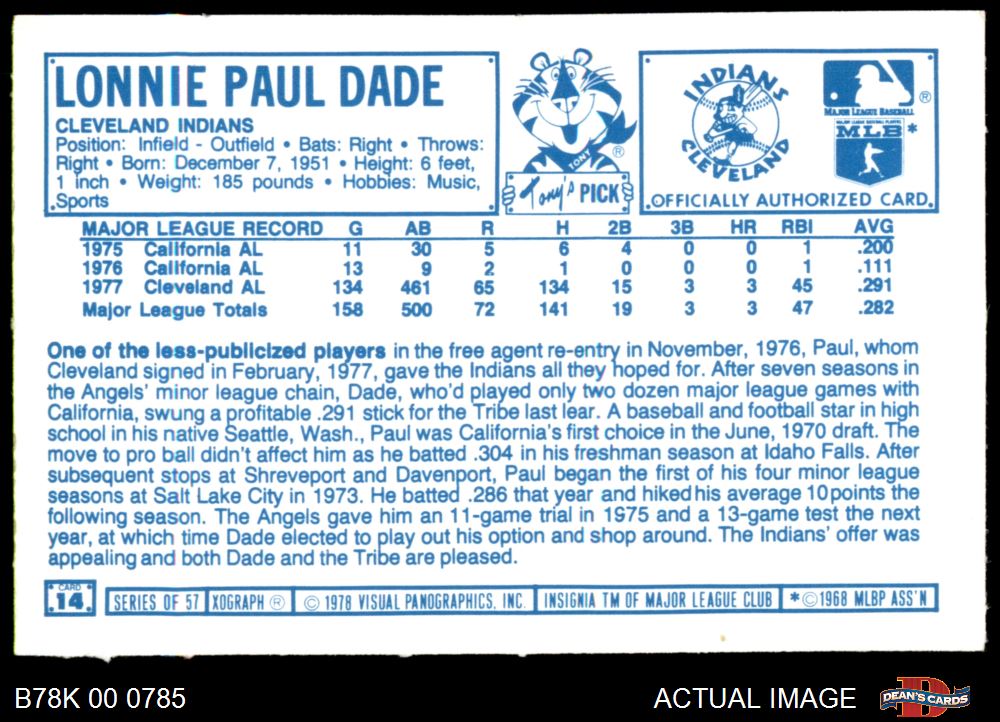 LONNIE PAUL DADE
CLEVELAND INDIANS
Position: Infield - Outfield • Bats: Right • Throws:
Right • Born: December 7, 1951 • Height: 6 feet,
1 inch • Weight: 185 pounds • Hobbies: Music,
Sports
TONY
®
Tony's PICK
INDIANS
CLEVELAND
®
MAJOR LEAGUE BASEBALL
MAJOR LEAGUE BASEBALL PLAYERS
MLB *
OFFICIALLY AUTHORIZED CARD.
MAJOR LEAGUE RECORD G AB R H 2B 3B HR RBI AVG
1975 California AL 11 30 5 6 4 0 0 1 .200
1976 California AL 13 9 2 1 0 0 0 1 .111
1977 Cleveland AL 134 461 65 134 15 3 3 45 .291
Major League Totals 158 500 72 141 19 3 3 47 .282
One of the less-publicized players in the free agent re-entry in November, 1976, Paul, whom
Cleveland signed in February, 1977, gave the Indians all they hoped for. After seven seasons in
the Angels' minor league chain, Dade, who'd played only two dozen major league games with
California, swung a profitable .291 stick for the Tribe last lear. A baseball and football star in high
school in his native Seattle, Wash., Paul was California's first choice in the June, 1970 draft. The
move to pro ball didn't affect him as he batted .304 in his freshman season at Idaho Falls. After
subsequent stops at Shreveport and Davenport, Paul began the first of his four minor league
seasons at Salt Lake City in 1973. He batted .286 that year and hiked his average 10 points the
following season. The Angels gave him an 11-game trial in 1975 and a 13-game test the next
year, at which time Dade elected to play out his option and shop around. The Indians' offer was
appealing and both Dade and the Tribe are pleased.
CARD
14
SERIES OF 57 XOGRAPH ® © 1978 VISUAL PANOGRAPHICS, INC. INSIGNIA TM OF MAJOR LEAGUE CLUB *©1968 MLBP ASS'N
B78K 00 0785
ACTUAL IMAGE
D
DEAN'S CARDS